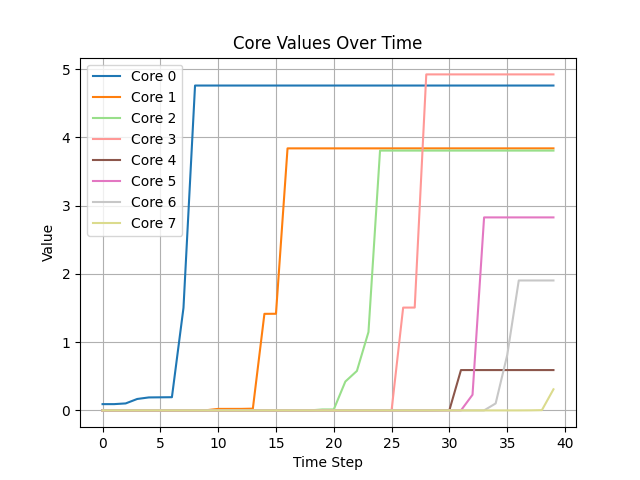 Core Values Over Time
Value
5
4
3
2
1
0
Core 0
Core 1
Core 2
Core 3
Core 4
Core 5
Core 6
Core 7
0 5 10 15 20 25 30 35 40
Time Step